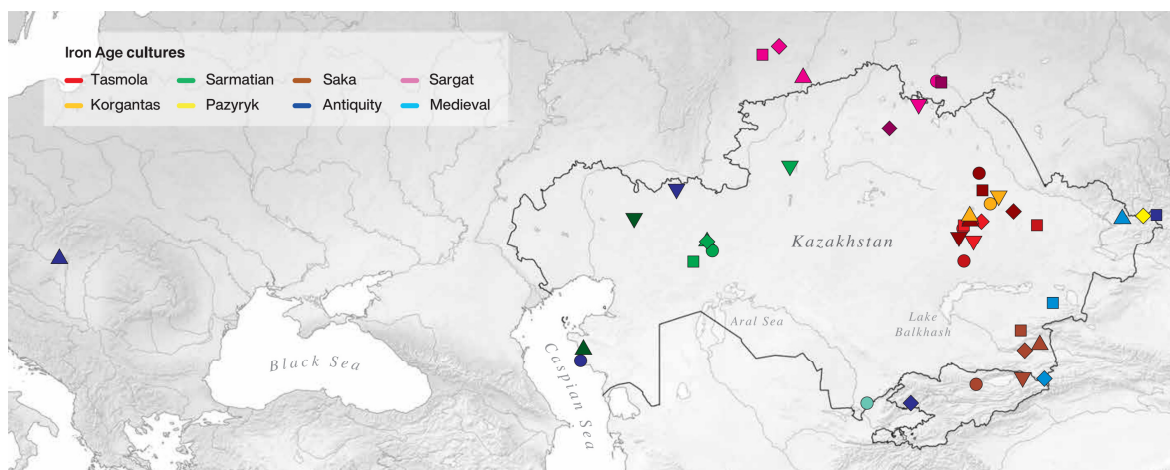 Iron Age cultures
Tasmola Sarmatian Saka Sargat
Korgantas Pazyryk Antiquity Medieval
Kazakhstan
Aral Sea
Lake
Balkhash
Black Sea
Caspian Sea